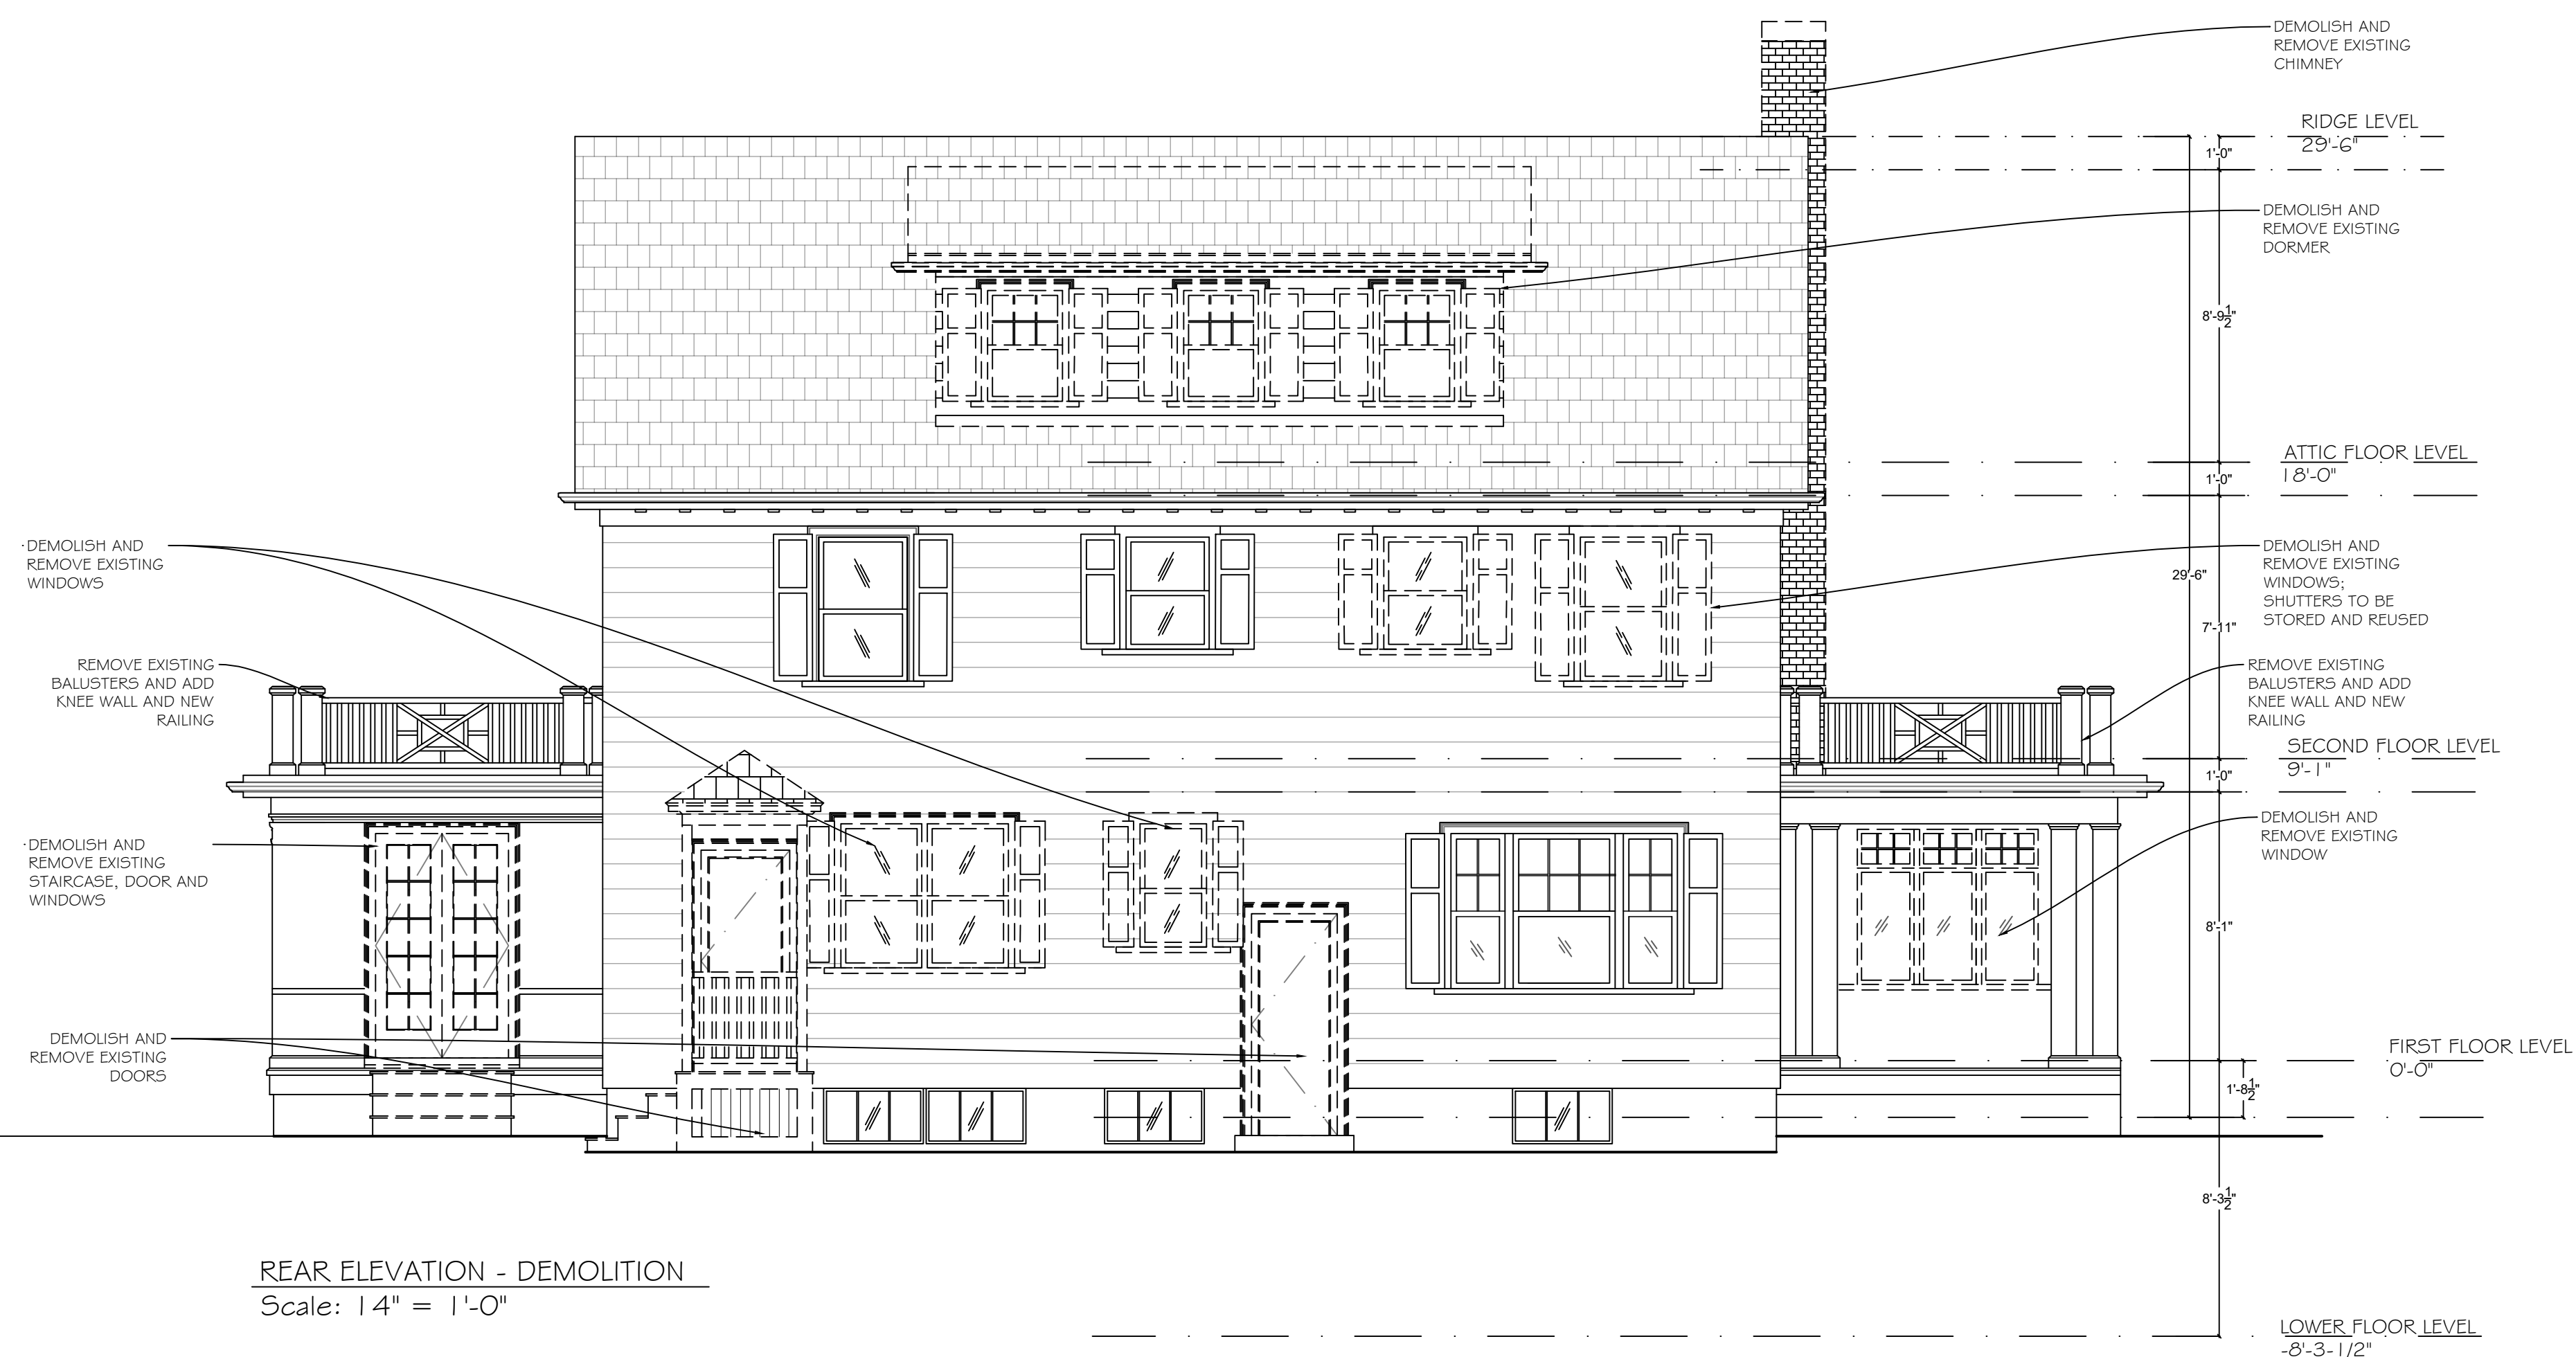 DEMOLISH AND
REMOVE EXISTING
CHIMNEY
RIDGE LEVEL
29'-6"
1'-0"
DEMOLISH AND
REMOVE EXISTING
DORMER
8'-9 1/2"
ATTIC FLOOR LEVEL
18'-0"
1'-0"
DEMOLISH AND
REMOVE EXISTING
WINDOWS
DEMOLISH AND
REMOVE EXISTING
WINDOWS;
SHUTTERS TO BE
STORED AND REUSED
29'-6"
7'-11"
REMOVE EXISTING
BALUSTERS AND ADD
KNEE WALL AND NEW
RAILING
REMOVE EXISTING
BALUSTERS AND ADD
KNEE WALL AND NEW
RAILING
SECOND FLOOR LEVEL
9'-1"
1'-0"
DEMOLISH AND
REMOVE EXISTING
WINDOW
DEMOLISH AND
REMOVE EXISTING
STAIRCASE, DOOR AND
WINDOWS
8'-1"
DEMOLISH AND
REMOVE EXISTING
DOORS
FIRST FLOOR LEVEL
0'-0"
1'-8 1/2"
8'-3 1/2"
REAR ELEVATION - DEMOLITION
Scale: 14" = 1'-0"
LOWER FLOOR LEVEL
-8'-3-1/2"